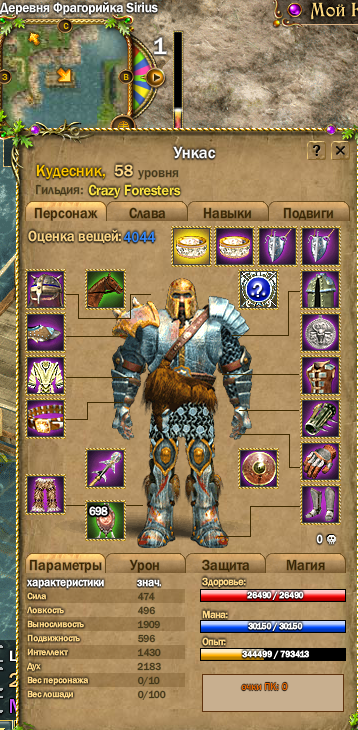 Деревня Фрагорийка Sirius
Мой
С
З
В
1
Ункас
?
Кудесник, 58 уровня
Гильдия: Crazy Foresters
Персонаж Слава Навыки Подвиги
Оценка вещей: 4044
698
0
Параметры Урон Защита Магия
характеристики знач.
Сила 474
Ловкость 496
Выносливость 1909
Подвижность 596
Интеллект 1430
Дух 2183
Вес персонажа 0/10
Вес лошади 0/100
Здоровье:
26490 / 26490
Мана:
30150 / 30150
Опыт:
344499 / 793413
очки ПК: 0